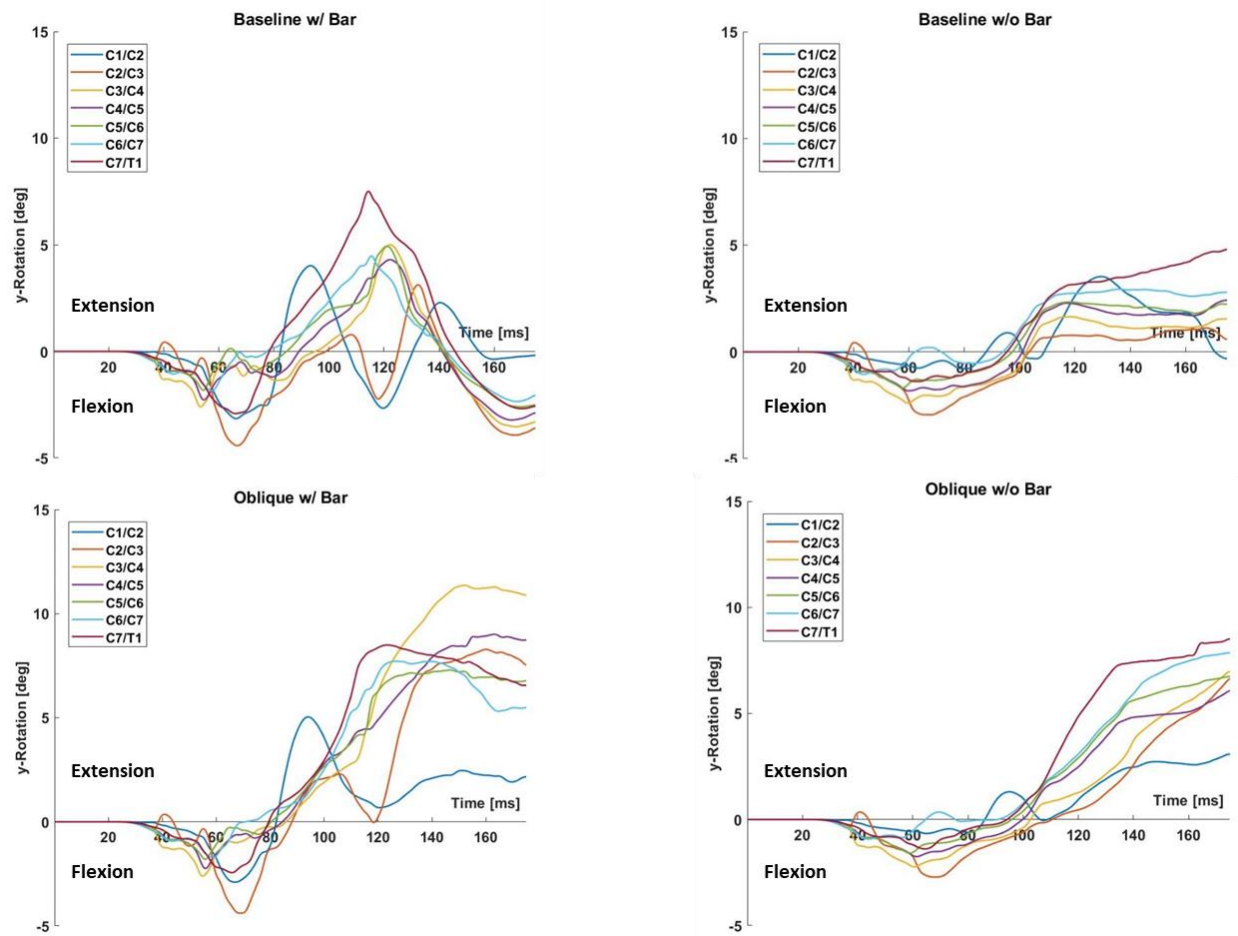 Baseline w/ Bar
15
10
5
0
-5
y-Rotation [deg]
C1/C2
C2/C3
C3/C4
C4/C5
C5/C6
C6/C7
C7/T1
Extension
Flexion
Time [ms]
20 40 60 80 100 120 140 160
Baseline w/o Bar
15
10
5
0
-5
y-Rotation [deg]
C1/C2
C2/C3
C3/C4
C4/C5
C5/C6
C6/C7
C7/T1
Extension
Flexion
Time [ms]
20 40 60 80 100 120 140 160
Oblique w/ Bar
15
10
5
0
-5
y-Rotation [deg]
C1/C2
C2/C3
C3/C4
C4/C5
C5/C6
C6/C7
C7/T1
Extension
Flexion
Time [ms]
20 40 60 80 100 120 140 160
Oblique w/o Bar
15
10
5
0
-5
y-Rotation [deg]
C1/C2
C2/C3
C3/C4
C4/C5
C5/C6
C6/C7
C7/T1
Extension
Flexion
Time [ms]
20 40 60 80 100 120 140 160